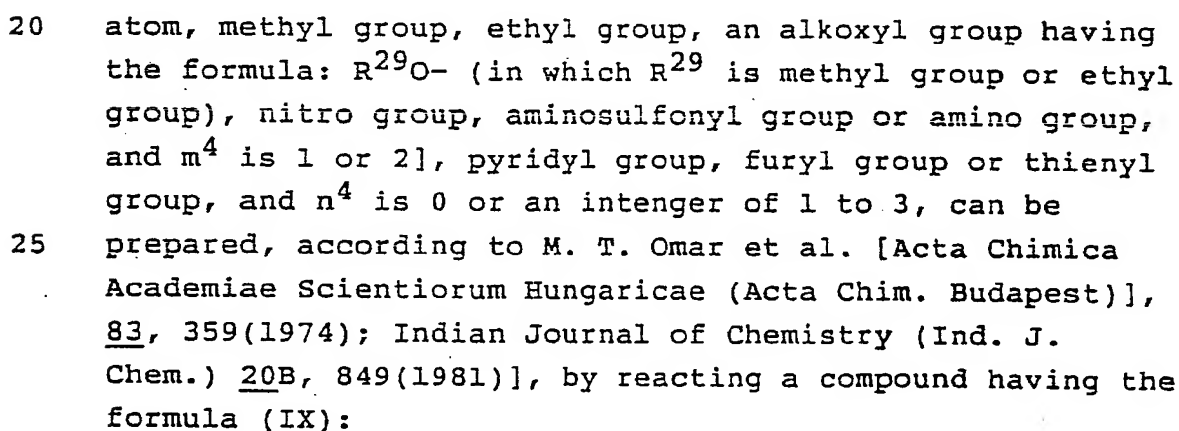 20 atom, methyl group, ethyl group, an alkoxyl group having
the formula: R²⁹O- (in which R²⁹ is methyl group or ethyl
group), nitro group, aminosulfonyl group or amino group,
and m⁴ is 1 or 2], pyridyl group, furyl group or thienyl
group, and n⁴ is 0 or an intenger of 1 to 3, can be
25 prepared, according to M. T. Omar et al. [Acta Chimica
Academiae Scientiorum Hungaricae (Acta Chim. Budapest)],
83, 359(1974); Indian Journal of Chemistry (Ind. J.
Chem.) 20B, 849(1981)], by reacting a compound having the
formula (IX):